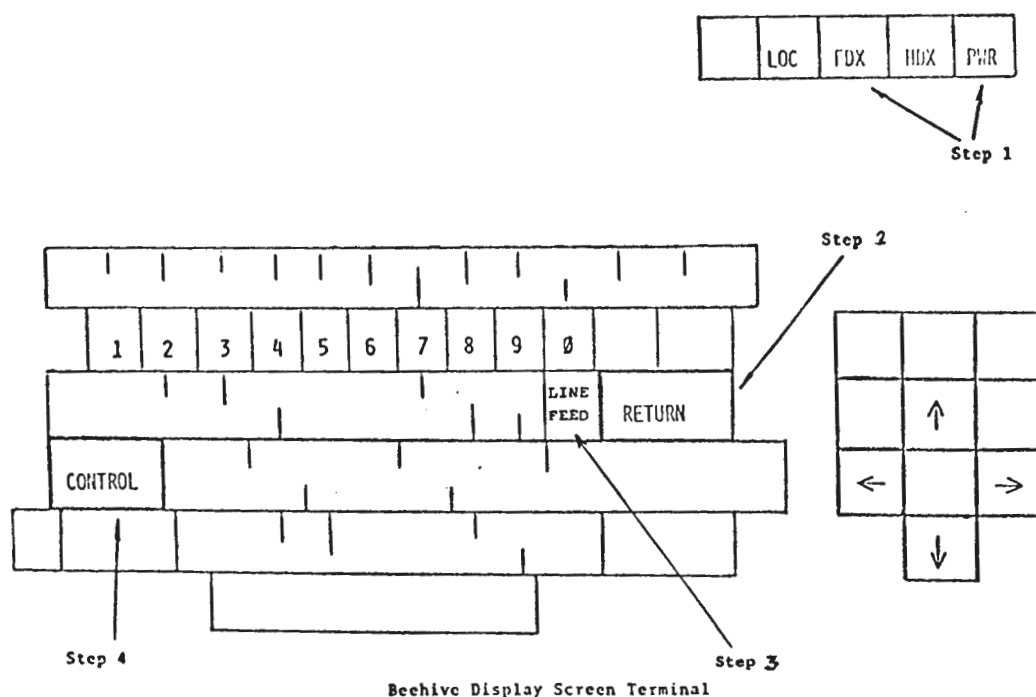 LOC FDX HDX PWR
Step 1
Step 2
1 2 3 4 5 6 7 8 9 0
LINE
FEED
RETURN
↑
CONTROL
← →
↓
Step 4
Step 3
Beehive Display Screen Terminal